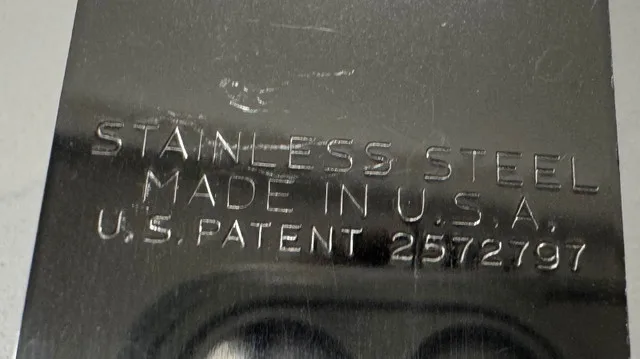 STAINLESS STEEL
MADE IN U.S.A.
U.S. PATENT 2572797